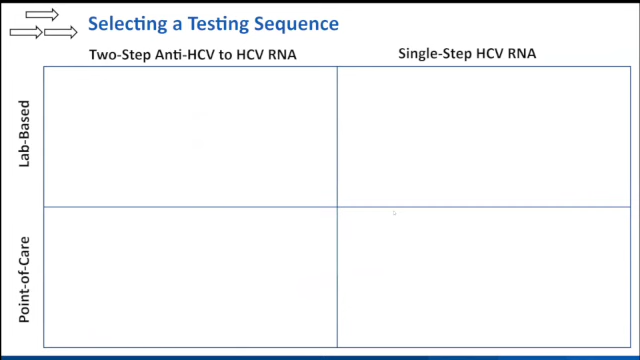 Selecting a Testing Sequence
Two-Step Anti-HCV to HCV RNA
Single-Step HCV RNA
Lab-Based
Point-of-Care